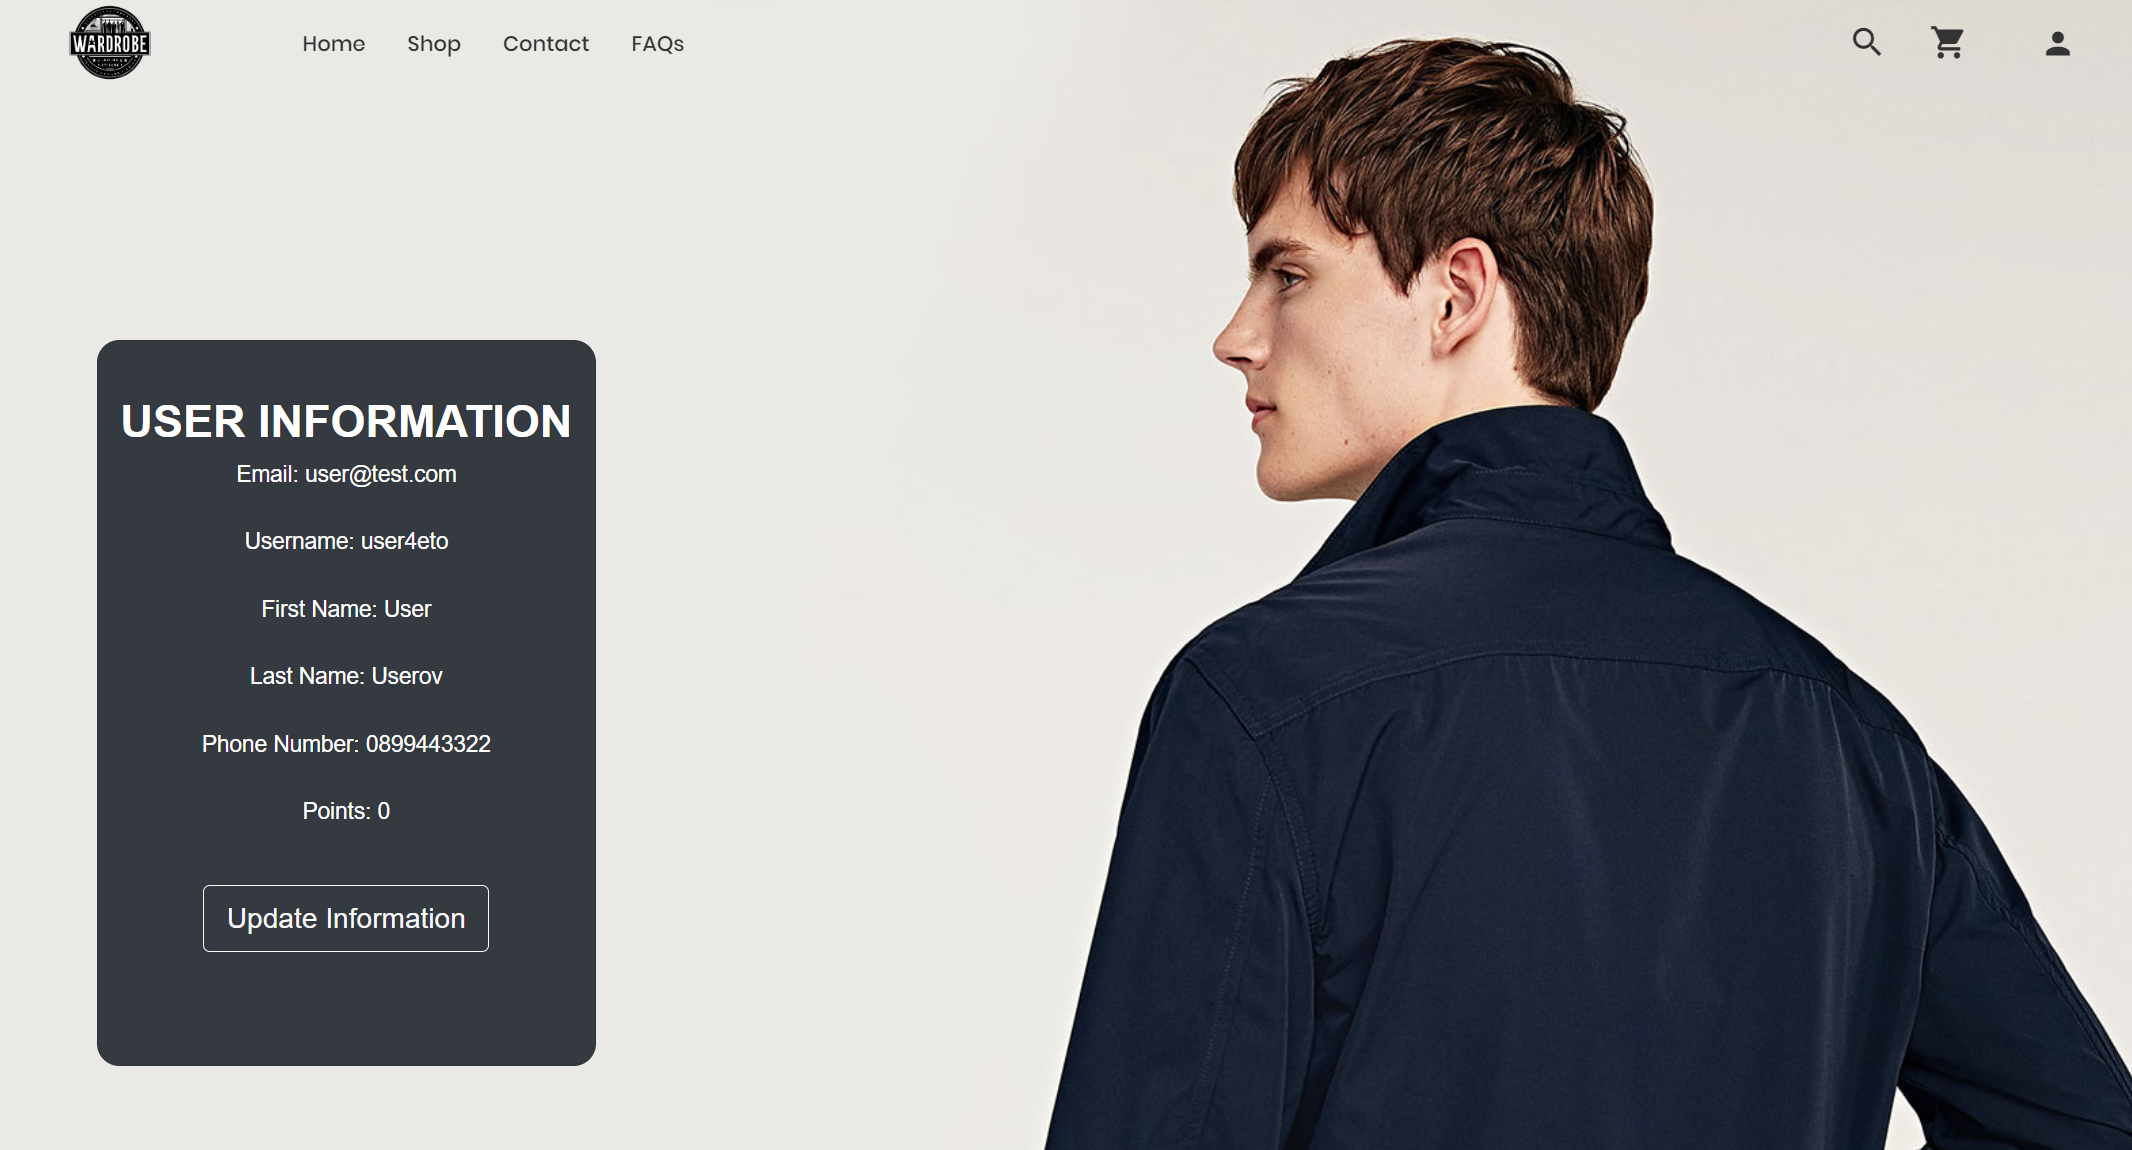 WARDROBE
Home Shop Contact FAQs
USER INFORMATION
Email: user@test.com
Username: user4eto
First Name: User
Last Name: Userov
Phone Number: 0899443322
Points: 0
Update Information